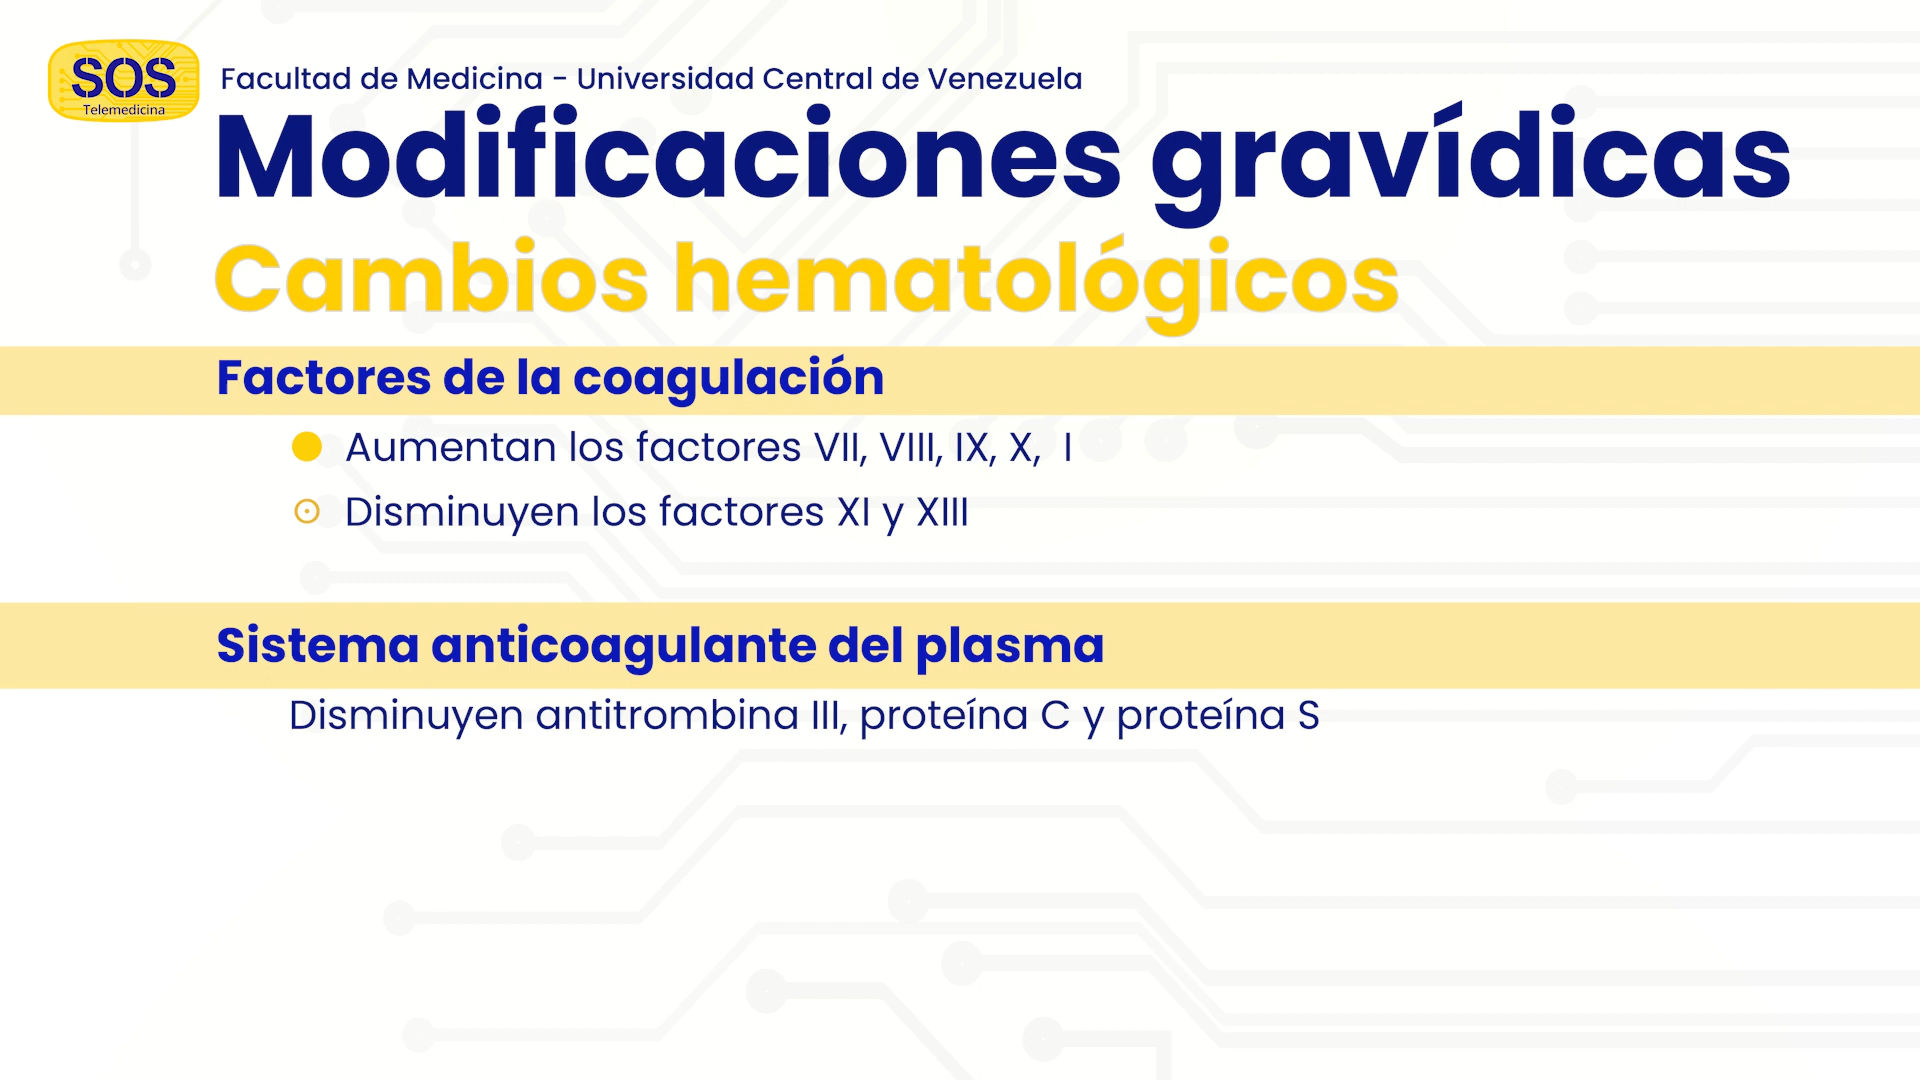 SOS
Telemedicina
Facultad de Medicina - Universidad Central de Venezuela
Modificaciones gravídicas
Cambios hematológicos
Factores de la coagulación
Aumentan los factores VII, VIII, IX, X, I
Disminuyen los factores XI y XIII
Sistema anticoagulante del plasma
Disminuyen antitrombina III, proteína C y proteína S